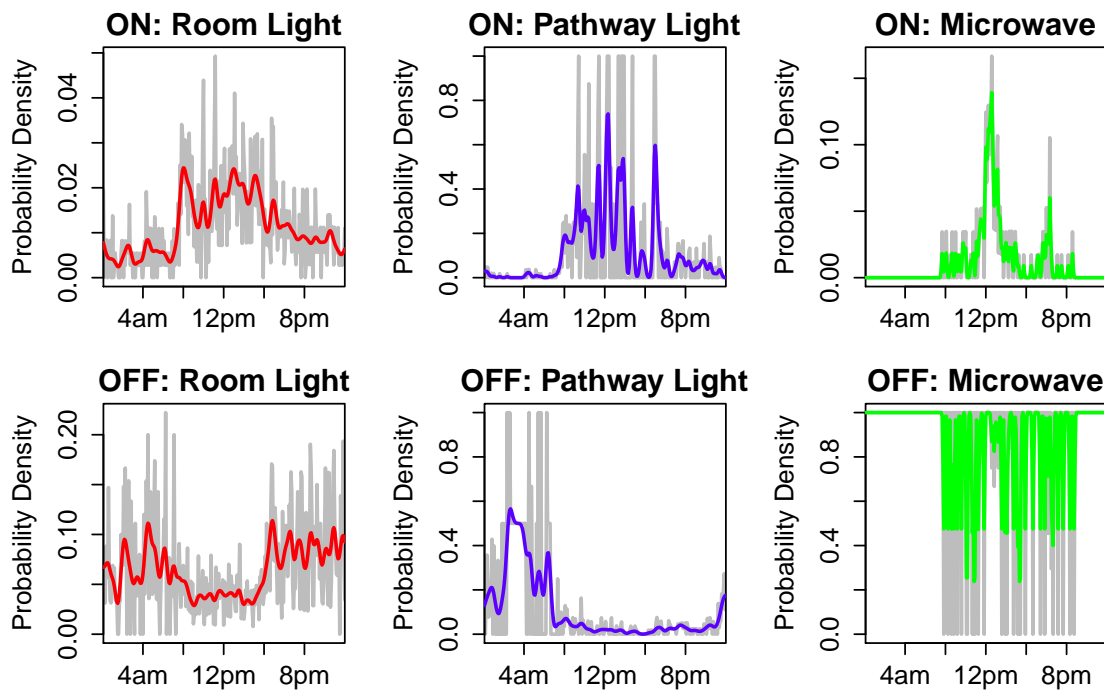 ON: Room Light
Probability Density
0.00
0.02
0.04
4am
12pm
8pm
ON: Pathway Light
Probability Density
0.0
0.4
0.8
4am
12pm
8pm
ON: Microwave
Probability Density
0.00
0.10
4am
12pm
8pm
OFF: Room Light
Probability Density
0.00
0.10
0.20
4am
12pm
8pm
OFF: Pathway Light
Probability Density
0.0
0.4
0.8
4am
12pm
8pm
OFF: Microwave
Probability Density
0.0
0.4
0.8
4am
12pm
8pm